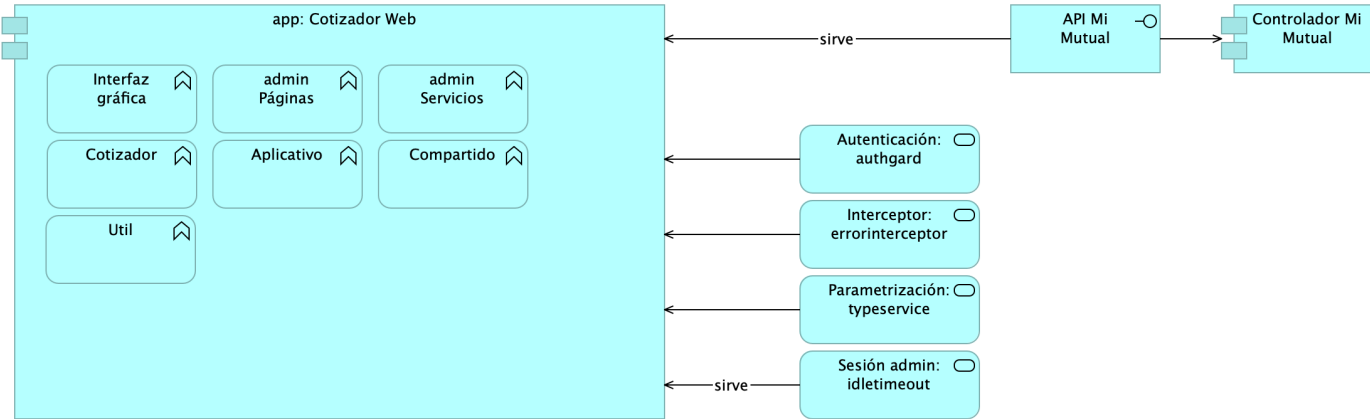 app: Cotizador Web
Interfaz
gráfica
admin
Páginas
admin
Servicios
Cotizador
Aplicativo
Compartido
Util
sirve
API Mi
Mutual
Controlador Mi
Mutual
Autenticación:
authgard
Interceptor:
errorinterceptor
Parametrización:
typeservice
sirve
Sesión admin:
idletimeout